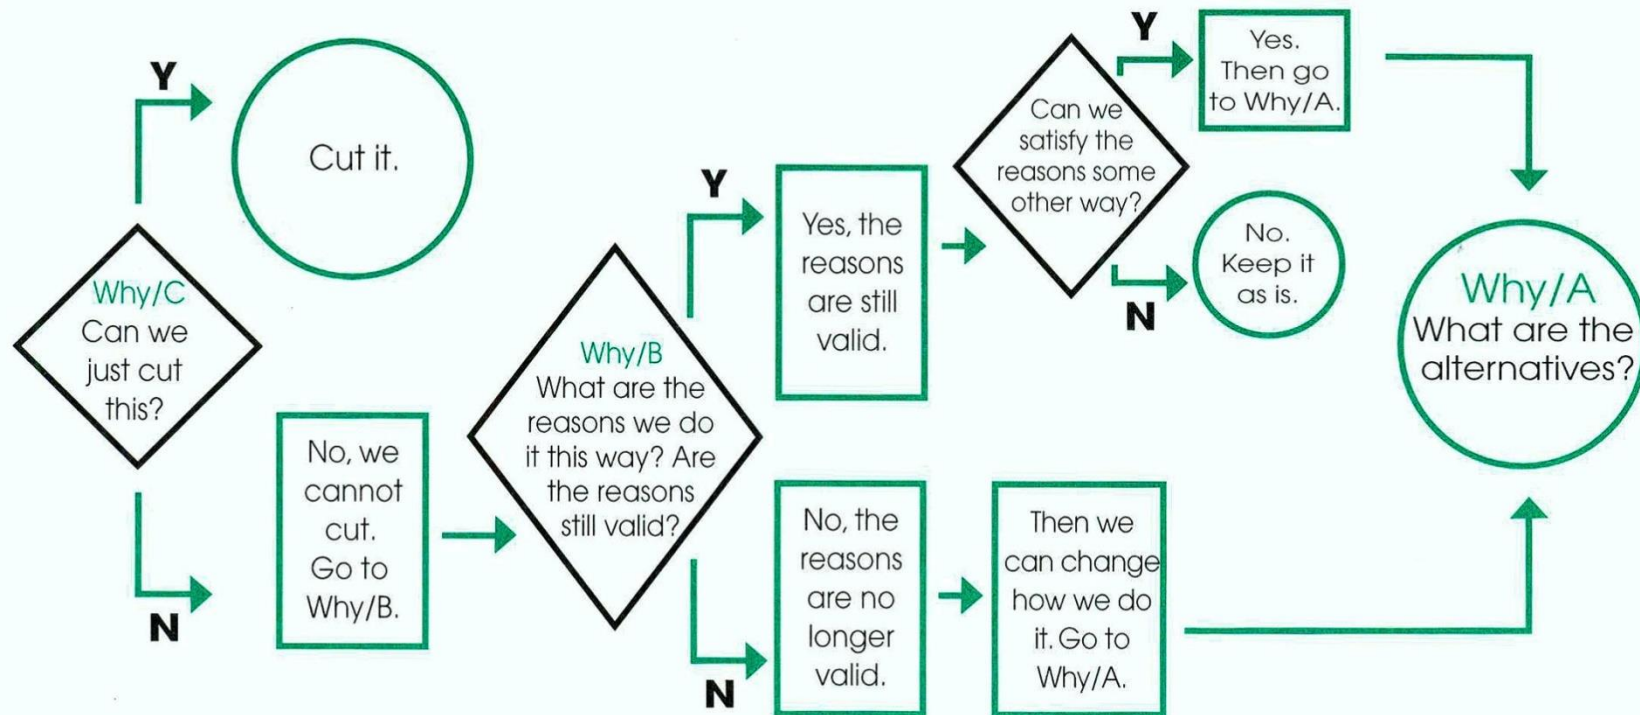 Y
Cut it.
Why/C
Can we
just cut
this?
N
No, we
cannot
cut.
Go to
Why/B.
Why/B
What are the
reasons we do
it this way? Are
the reasons
still valid?
Y
Yes, the
reasons
are still
valid.
Can we
satisfy the
reasons some
other way?
Y
Yes.
Then go
to Why/A.
N
No.
Keep it
as is.
N
No, the
reasons
are no
longer
valid.
Then we
can change
how we do
it. Go to
Why/A.
Why/A
What are the
alternatives?